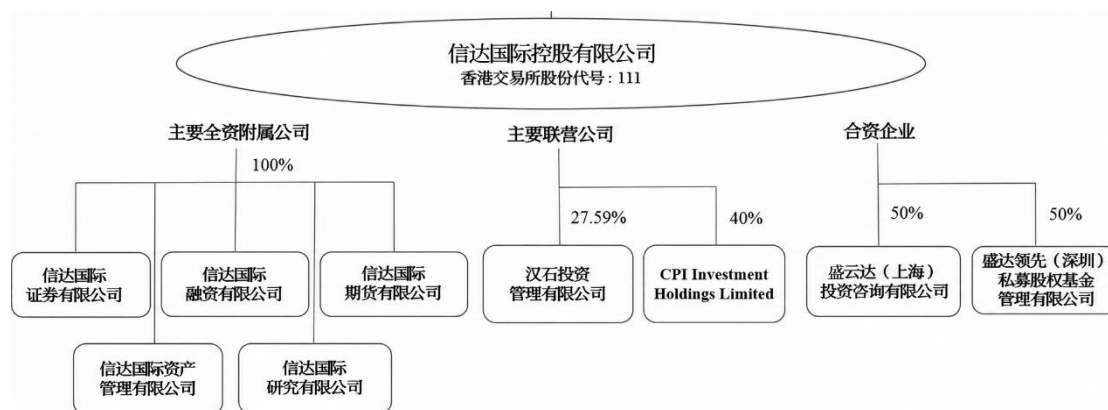 信达国际控股有限公司
香港交易所股份代号：111
主要全资附属公司
主要联营公司
合资企业
100%
27.59%
40%
50%
50%
信达国际
证券有限公司
信达国际
融资有限公司
信达国际
期货有限公司
汉石投资
管理有限公司
CPI Investment
Holdings Limited
盛云达（上海）
投资咨询有限公司
盛达领先（深圳）
私募股权基金
管理有限公司
信达国际资产
管理有限公司
信达国际
研究有限公司